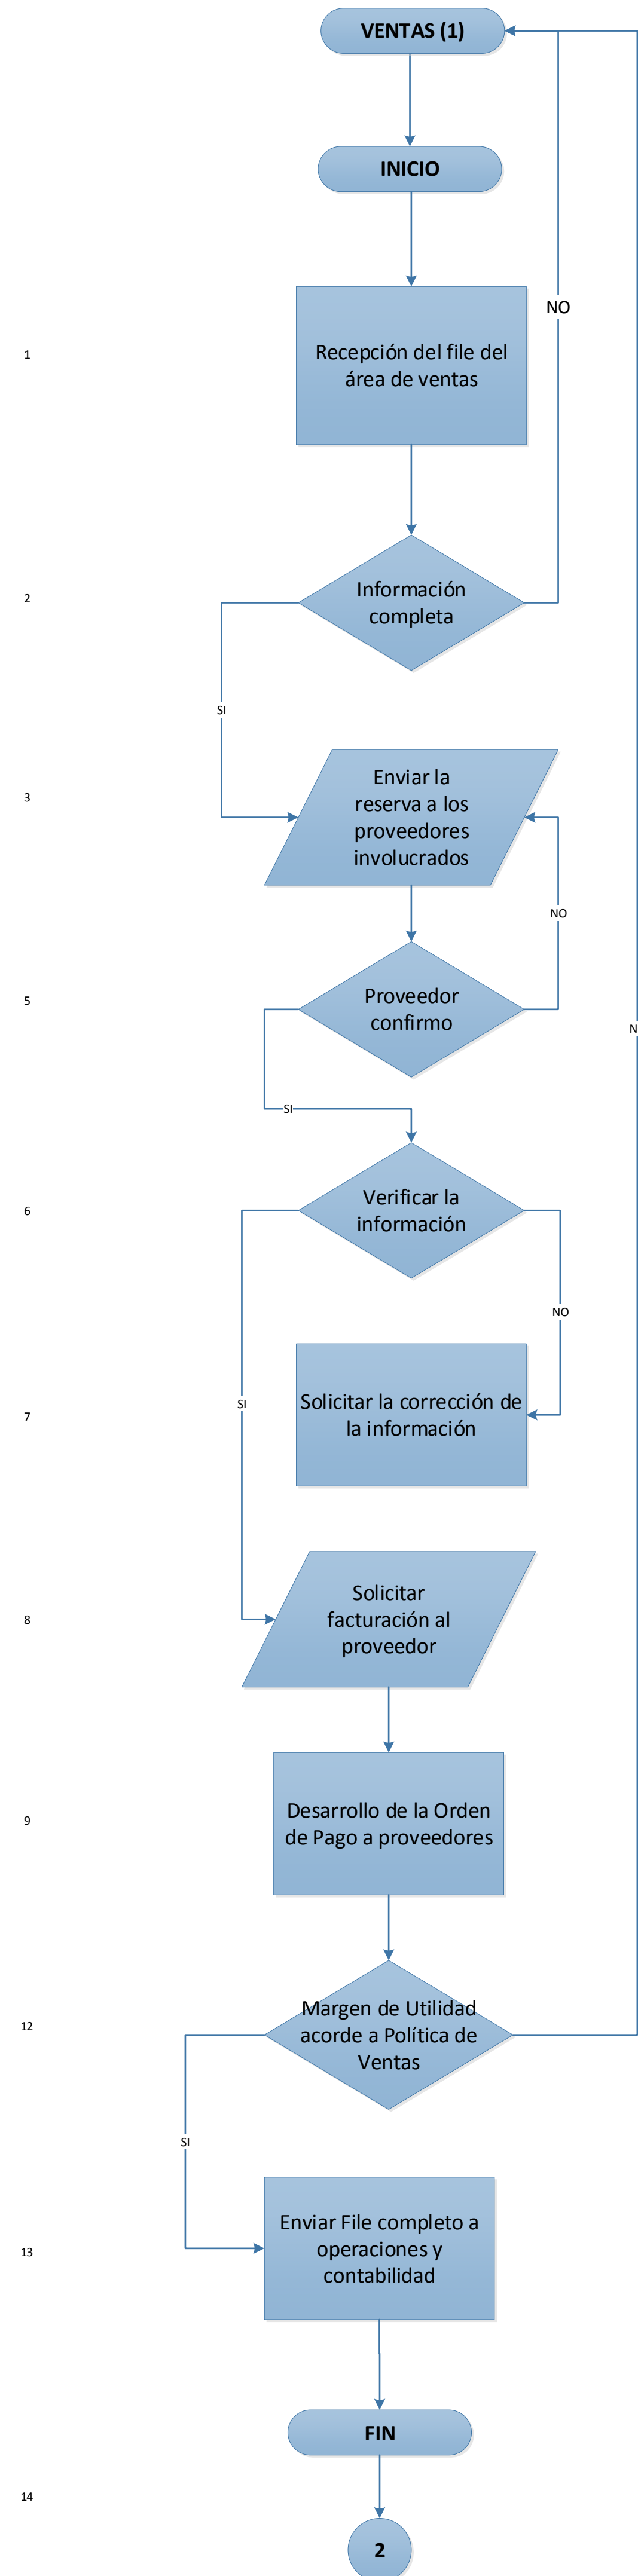 VENTAS (1)
INICIO
NO
1
Recepción del file del
área de ventas
2
Información
completa
SI
3
Enviar la
reserva a los
proveedores
involucrados
NO
5
Proveedor
confirmo
N
SI
6
Verificar la
información
NO
SI
7
Solicitar la corrección de
la información
8
Solicitar
facturación al
proveedor
9
Desarrollo de la Orden
de Pago a proveedores
12
Margen de Utilidad
acorde a Política de
Ventas
SI
13
Enviar File completo a
operaciones y
contabilidad
FIN
14
2